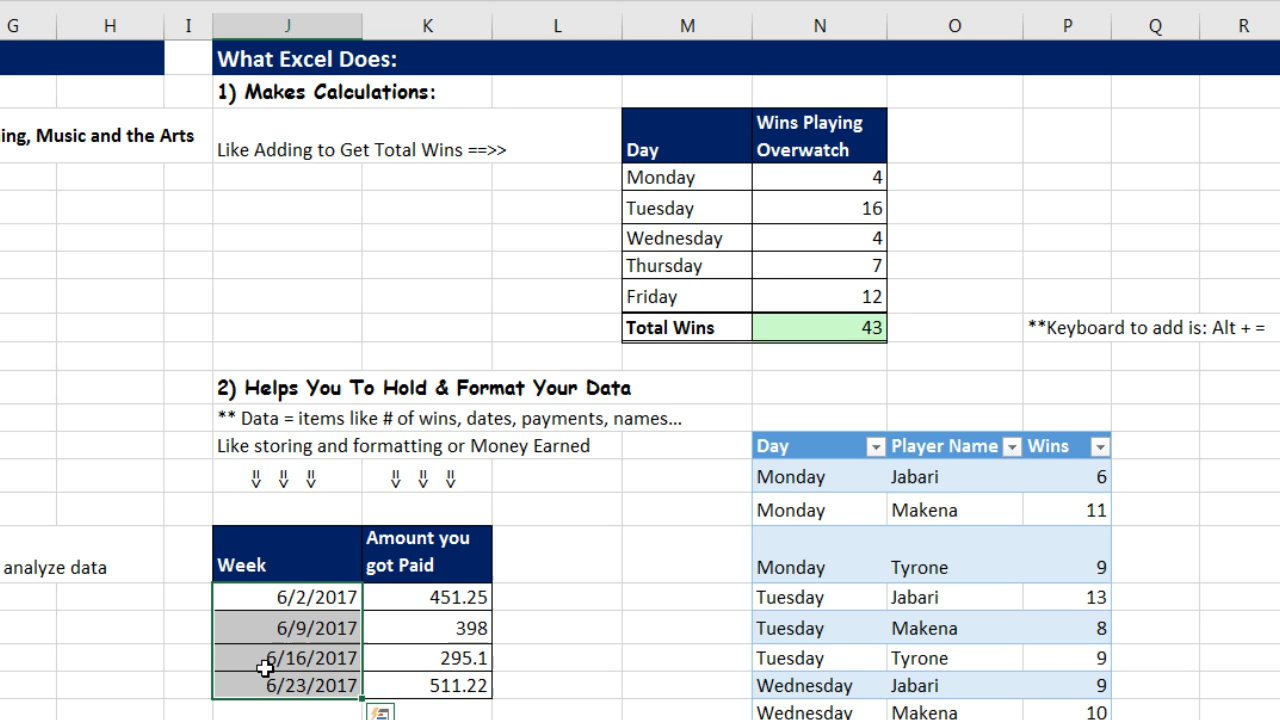 G H I J K L M N O P Q R
What Excel Does:
1) Makes Calculations:
ing, Music and the Arts
Like Adding to Get Total Wins ==>>
Day Wins Playing Overwatch
Monday 4
Tuesday 16
Wednesday 4
Thursday 7
Friday 12
Total Wins 43
**Keyboard to add is: Alt + =
2) Helps You To Hold & Format Your Data
** Data = items like # of wins, dates, payments, names...
Like storing and formatting or Money Earned
analyze data
Week Amount you got Paid
6/2/2017 451.25
6/9/2017 398
6/16/2017 295.1
6/23/2017 511.22
Day Player Name Wins
Monday Jabari 6
Monday Makena 11
Monday Tyrone 9
Tuesday Jabari 13
Tuesday Makena 8
Tuesday Tyrone 9
Wednesday Jabari 9
Wednesday Makena 10